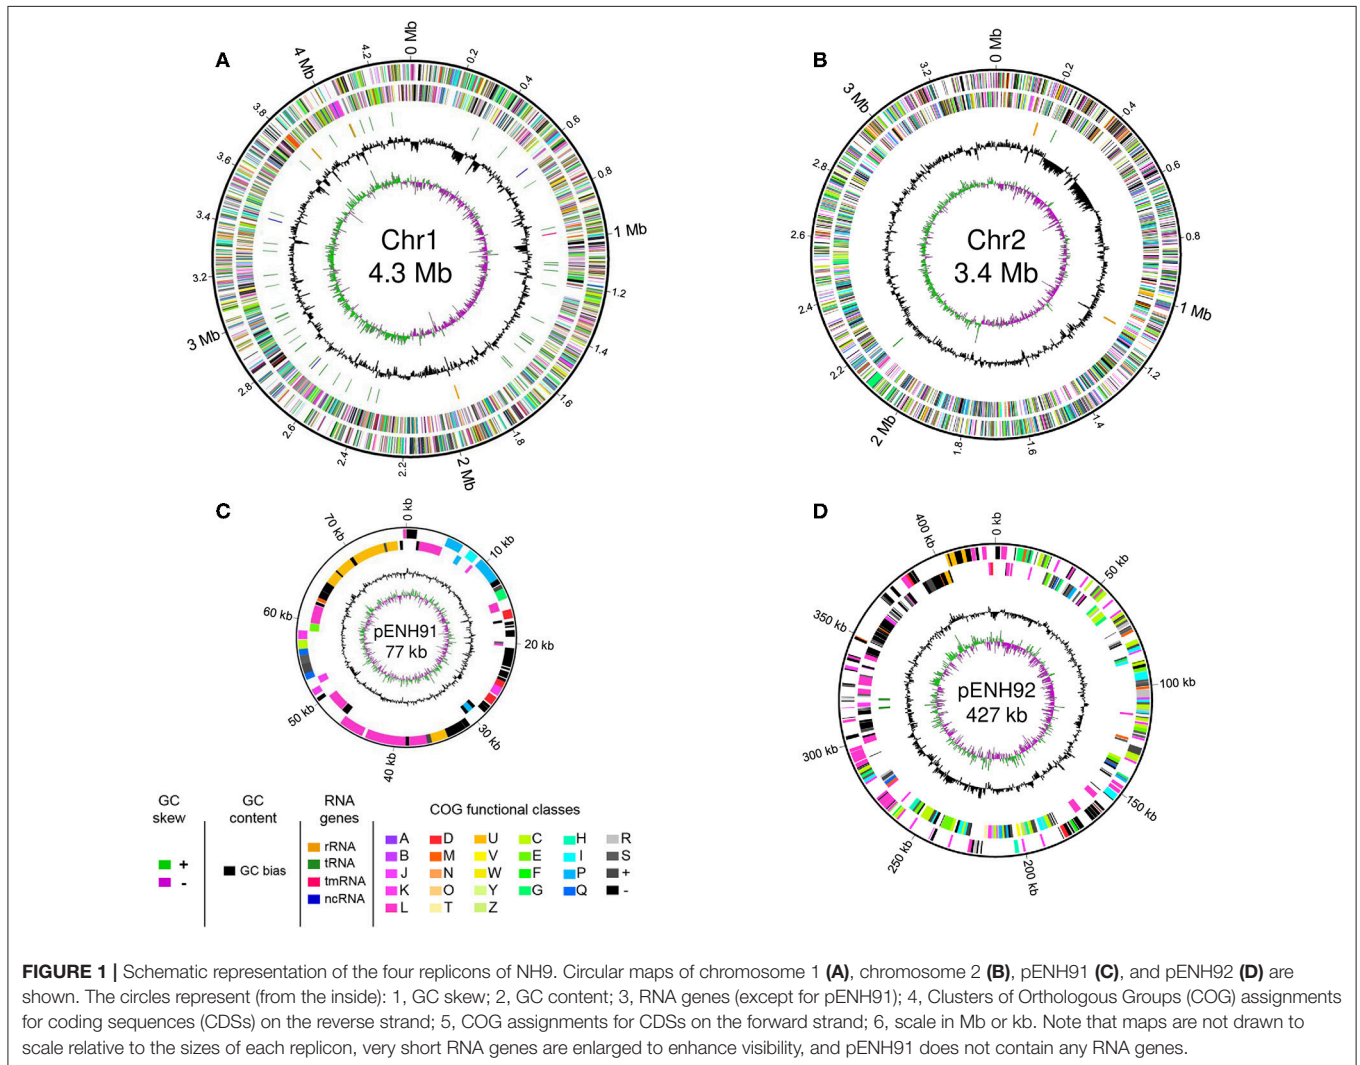 A
0 Mb
0.2
0.4
0.6
0.8
1 Mb
1.2
1.4
1.6
1.8
2 Mb
2.2
2.4
2.6
2.8
3 Mb
3.2
3.4
3.6
3.8
4 Mb
4.2
Chr1
4.3 Mb
B
0 Mb
0.2
0.4
0.6
0.8
1 Mb
1.2
1.4
1.6
1.8
2 Mb
2.2
2.4
2.6
2.8
3 Mb
3.2
Chr2
3.4 Mb
C
0 kb
10 kb
20 kb
30 kb
40 kb
50 kb
60 kb
70 kb
pENH91
77 kb
D
0 kb
50 kb
100 kb
150 kb
200 kb
250 kb
300 kb
350 kb
400 kb
pENH92
427 kb
GC
skew
+
-
GC
content
GC bias
RNA
genes
rRNA
tRNA
tmRNA
ncRNA
COG functional classes
A D U C H R
B M V E I S
J N W F P +
K O Y G Q -
L T Z
FIGURE 1 | Schematic representation of the four replicons of NH9. Circular maps of chromosome 1 (A), chromosome 2 (B), pENH91 (C), and pENH92 (D) are
shown. The circles represent (from the inside): 1, GC skew; 2, GC content; 3, RNA genes (except for pENH91); 4, Clusters of Orthologous Groups (COG) assignments
for coding sequences (CDSs) on the reverse strand; 5, COG assignments for CDSs on the forward strand; 6, scale in Mb or kb. Note that maps are not drawn to
scale relative to the sizes of each replicon, very short RNA genes are enlarged to enhance visibility, and pENH91 does not contain any RNA genes.